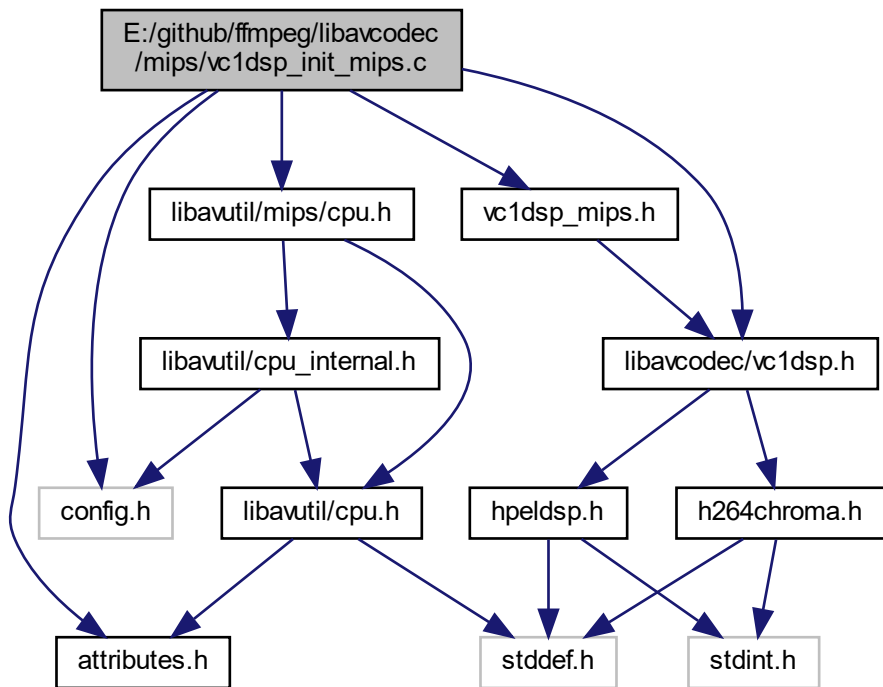 E:/github/ffmpeg/libavcodec
/mips/vc1dsp_init_mips.c
libavutil/mips/cpu.h
vc1dsp_mips.h
libavutil/cpu_internal.h
libavcodec/vc1dsp.h
config.h
libavutil/cpu.h
hpeldsp.h
h264chroma.h
attributes.h
stddef.h
stdint.h